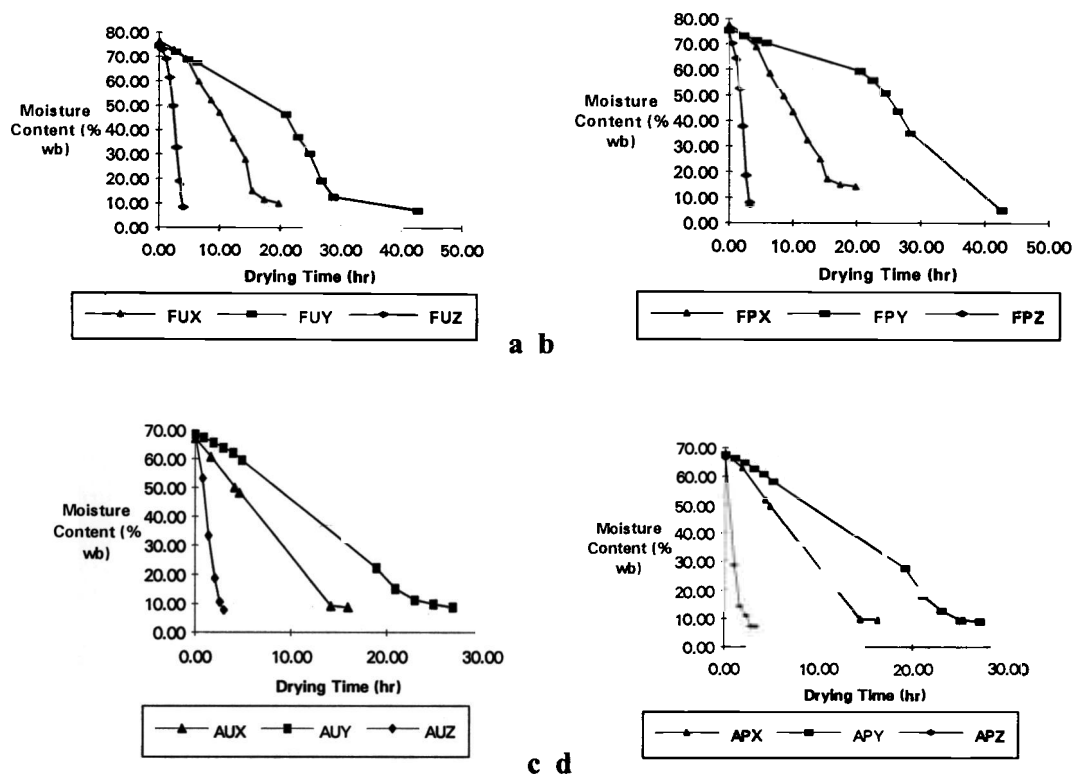 80.00
70.00
60.00
50.00
40.00
30.00
20.00
10.00
0.00
Moisture
Content (%
wb)
0.00 10.00 20.00 30.00 40.00 50.00
Drying Time (hr)
FUX FUY FUZ
80.00
70.00
60.00
50.00
40.00
30.00
20.00
10.00
0.00
Moisture
Content (%
wb)
0.00 10.00 20.00 30.00 40.00 50.00
Drying Time (hr)
FPX FPY FPZ
a b
70.00
60.00
50.00
40.00
30.00
20.00
10.00
0.00
Moisture
Content (%
wb)
0.00 10.00 20.00 30.00
Drying Time (hr)
AUX AUY AUZ
70.00
60.00
50.00
40.00
30.00
20.00
10.00
0.00
Moisture
Content (%
wb)
0.00 10.00 20.00 30.00
Drying Time (hr)
APX APY APZ
c d